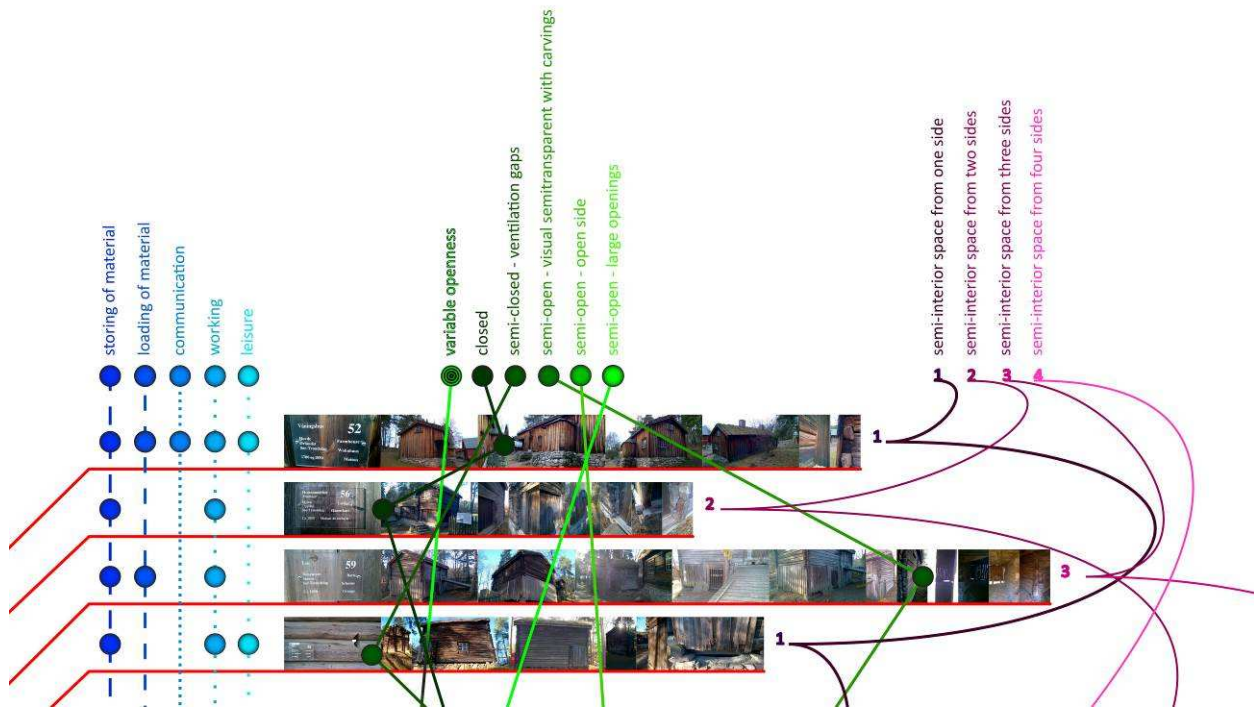 storing of material
loading of material
communication
working
leisure
variable openness
closed
semi-closed - ventilation gaps
semi-open - visual semitransprent with carvings
semi-open - open side
semi-open - large openings
semi-interior space from one side
semi-interior space from two sides
semi-interior space from three sides
semi-interior space from four sides
1 2 3 4
52
1
56
2
59
3
1